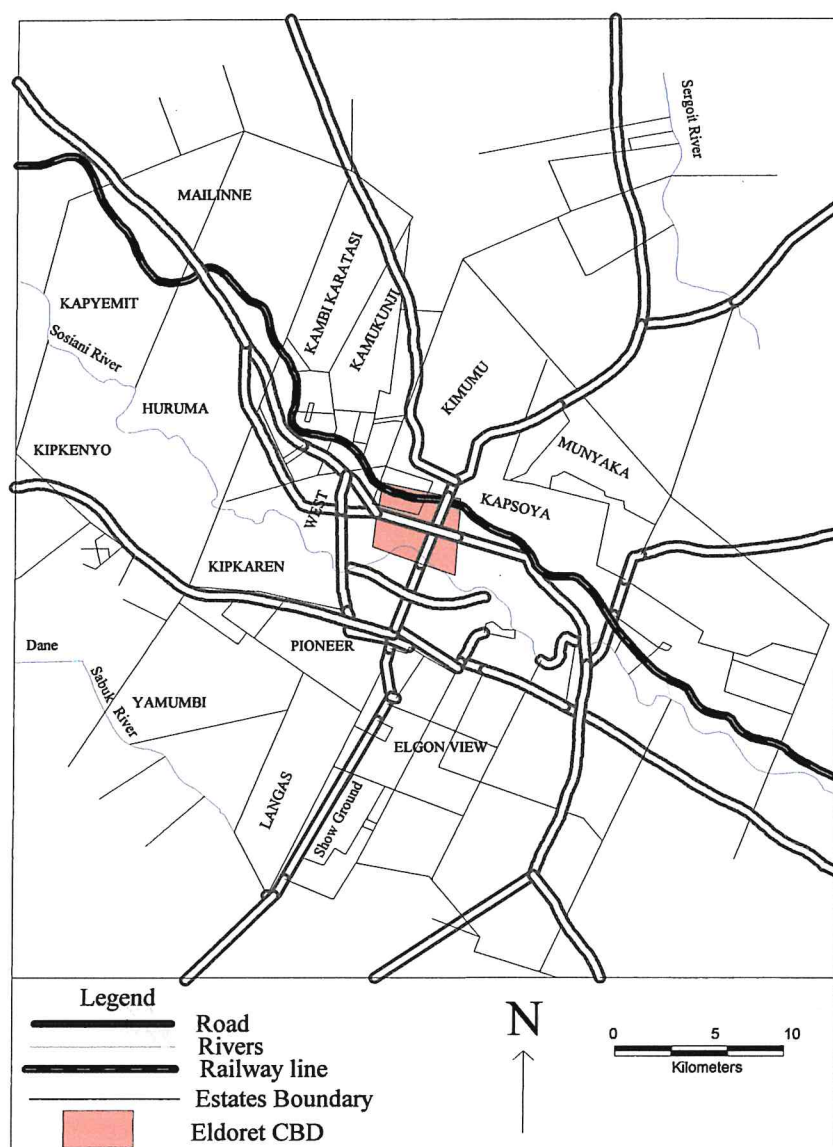 Sergoit River
MAILINNE
KAMBI KARATASI
KAMUKUNJI
KAPYEMIT
Sosiani River
HURUMA
KIMUMU
KIPKENYO
MUNYAKA
WEST
KAPSOYA
KIPKAREN
PIONEER
Dane
Sabuk River
YAMUMBI
ELGON VIEW
LANGAS
Show Ground
Legend
Road
Rivers
Railway line
Estates Boundary
Eldoret CBD
N
0 5 10
Kilometers